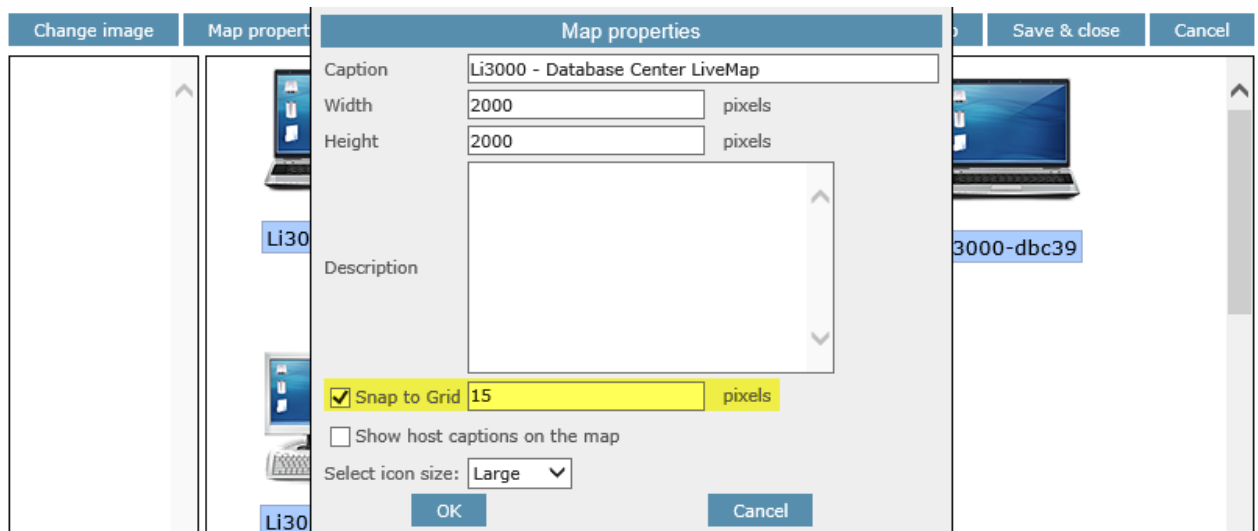 Change image
Map propert
Map properties
Save & close
Cancel
Caption
Li3000 - Database Center LiveMap
Width
2000
pixels
Height
2000
pixels
Li30
3000-dbc39
Description
Snap to Grid
15
pixels
Show host captions on the map
Select icon size:
Large
OK
Cancel
Li30